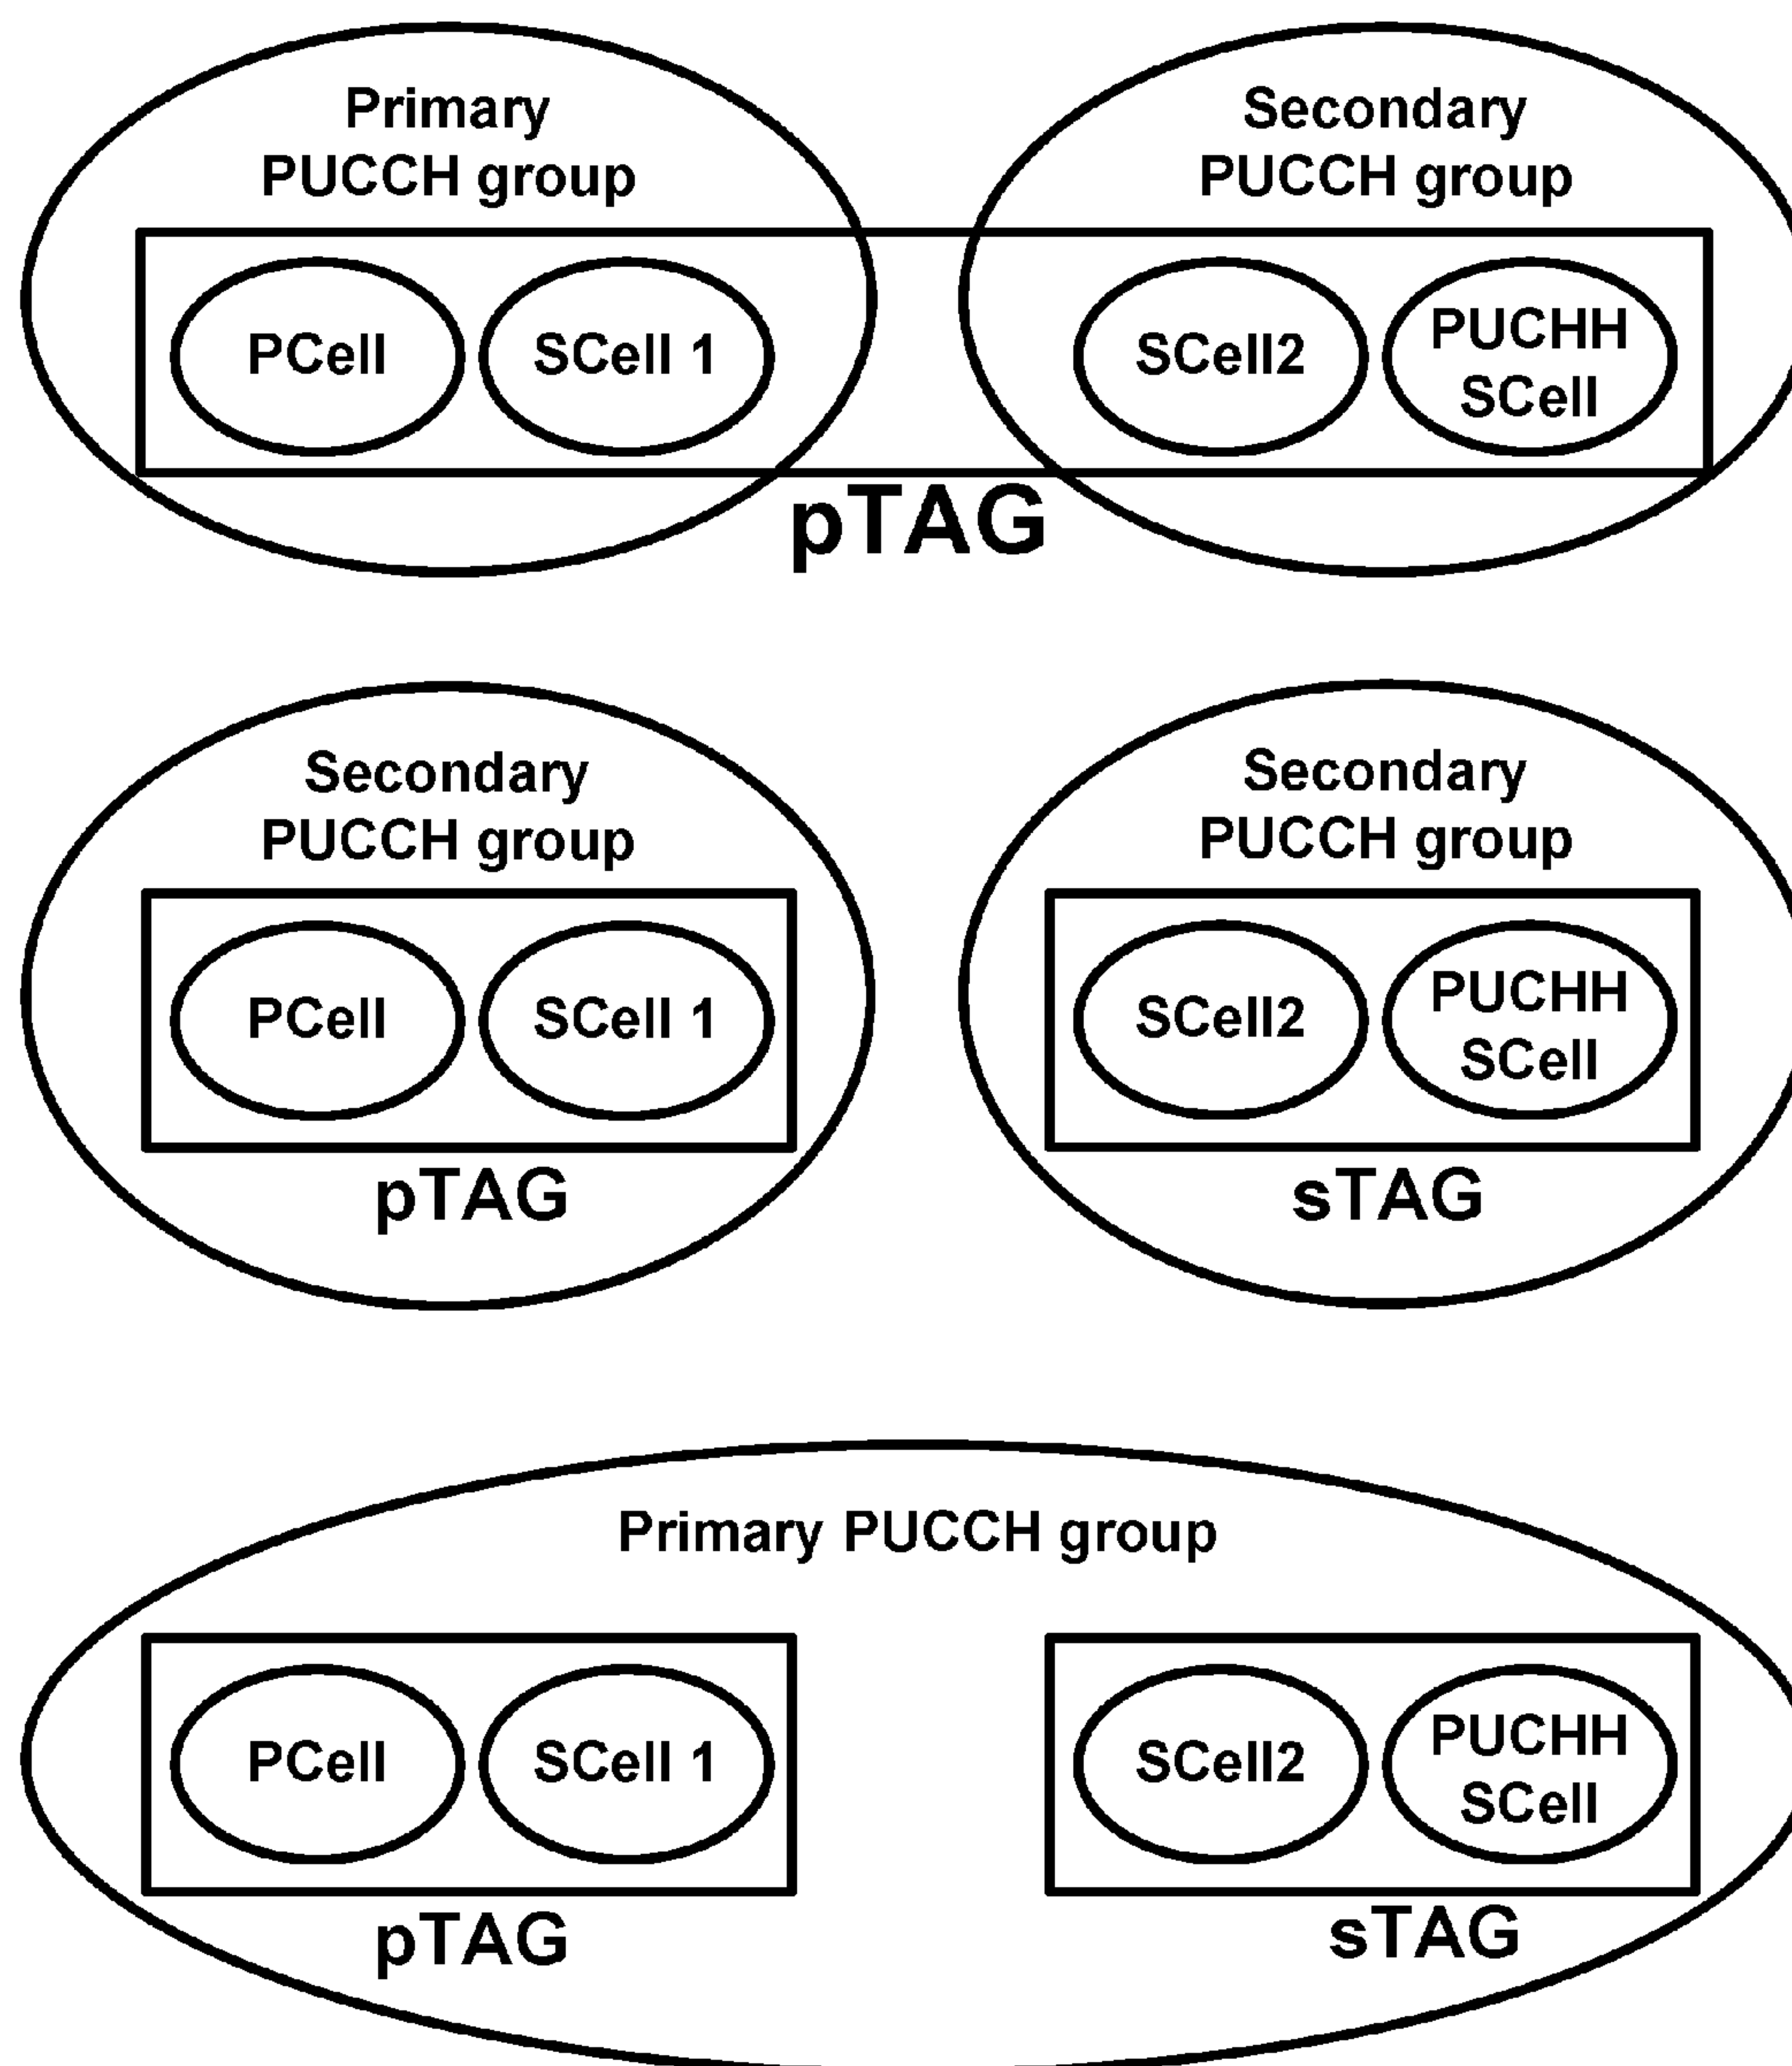 Primary
PUCCH group
Secondary
PUCCH group
PCell
SCell 1
SCell2
PUCHH
SCell
pTAG
Secondary
PUCCH group
Secondary
PUCCH group
PCell
SCell 1
SCell2
PUCHH
SCell
pTAG
sTAG
Primary PUCCH group
PCell
SCell 1
SCell2
PUCHH
SCell
pTAG
sTAG